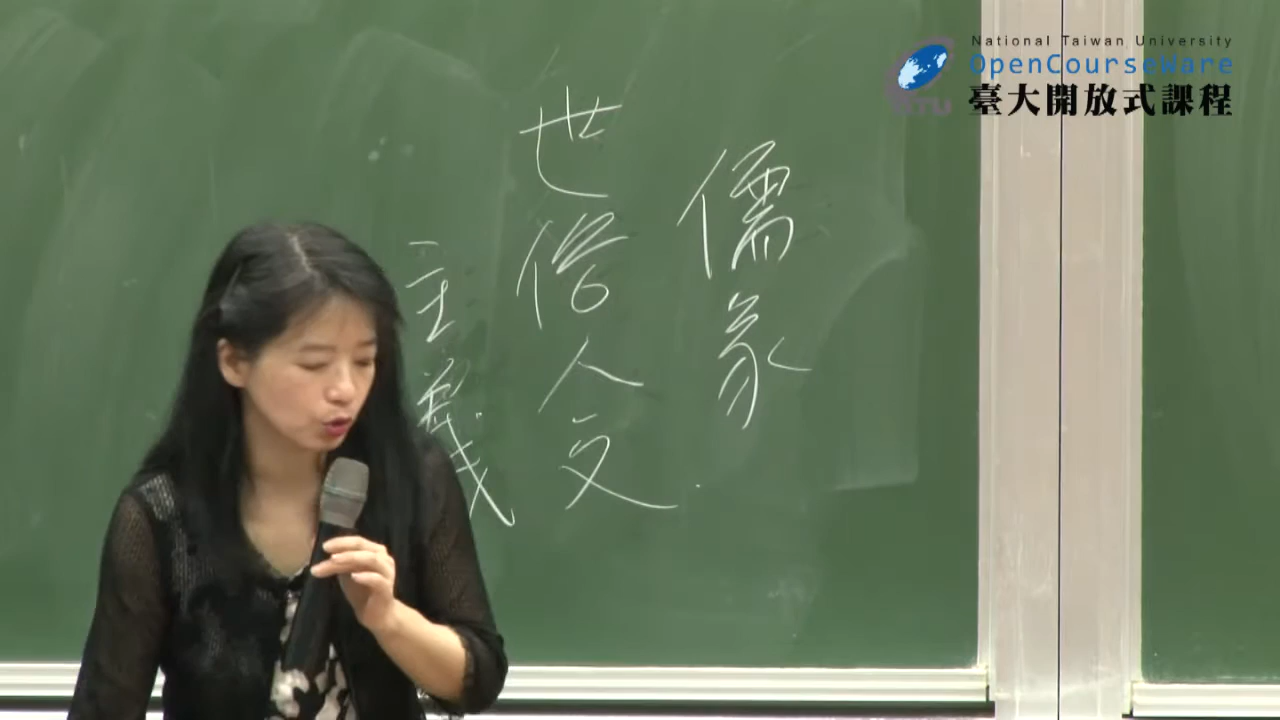 National Taiwan University
OpenCourseWare
NTU
臺大開放式課程
儒家
世俗人文
主義